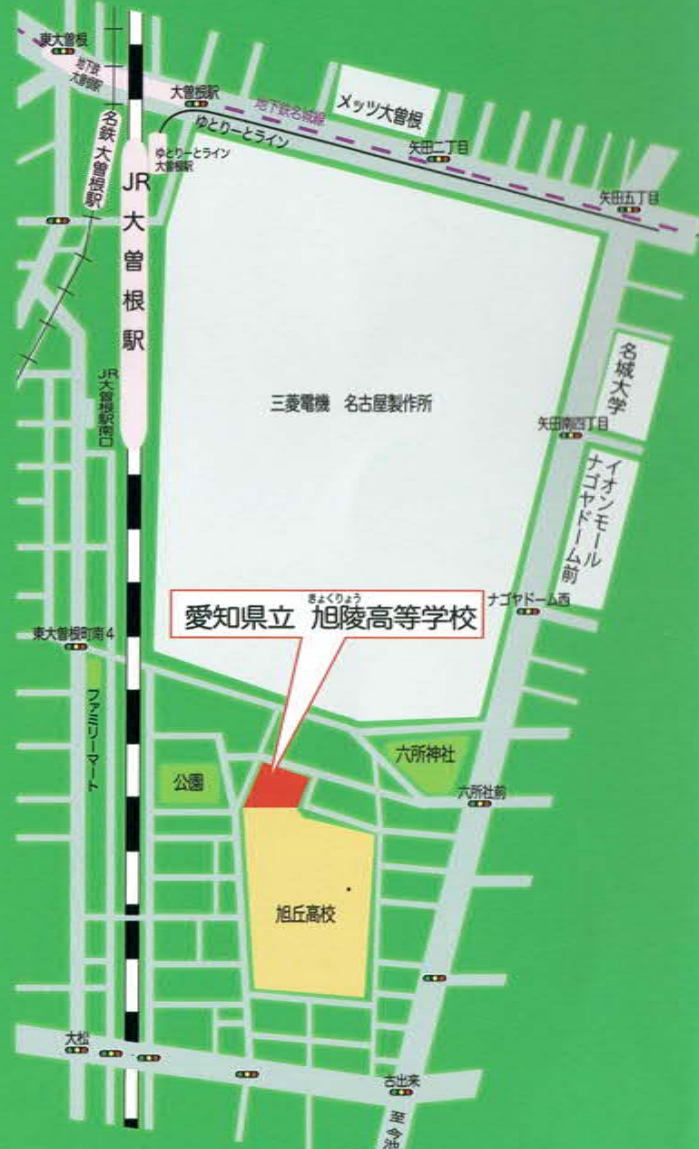 東大曽根
地下鉄
大曽根駅
大曽根駅
地下鉄名城線
メッツ大曽根
名鉄 大曽根駅
ゆとりーとライン
ゆとりーとライン
大曽根駅
矢田二丁目
矢田五丁目
JR大曽根駅
JR大曽根駅南口
三菱電機 名古屋製作所
名城大学
矢田南四丁目
イオンモール
ナゴヤドーム前
きょくりょう
愛知県立 旭陵高等学校
ナゴヤドーム西
東大曽根町南4
ファミリーマート
公園
六所神社
六所社前
旭丘高校
大松
古出来
至 今池